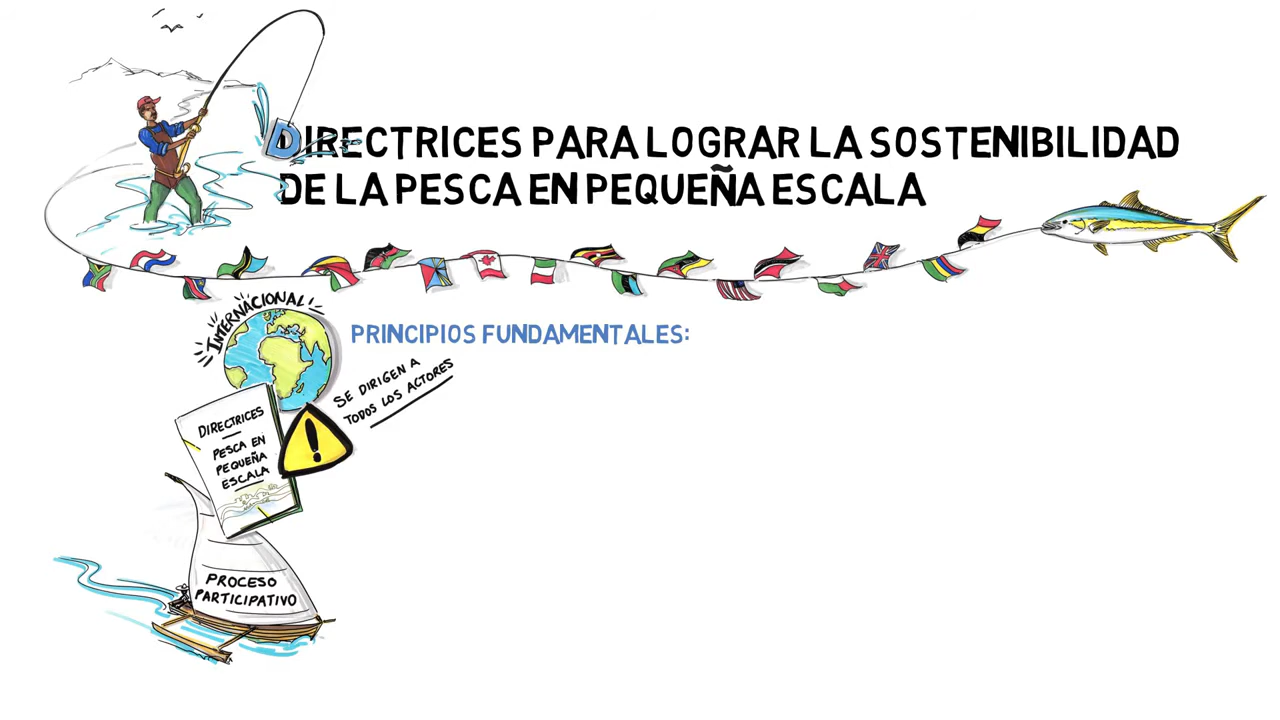 DIRECTRICES PARA LOGRAR LA SOSTENIBILIDAD
DE LA PESCA EN PEQUEÑA ESCALA
INTERNACIONAL
PRINCIPIOS FUNDAMENTALES:
SE DIRIGEN A
TODOS LOS ACTORES
DIRECTRICES
PESCA EN
PEQUEÑA
ESCALA
!
PROCESO
PARTICIPATIVO